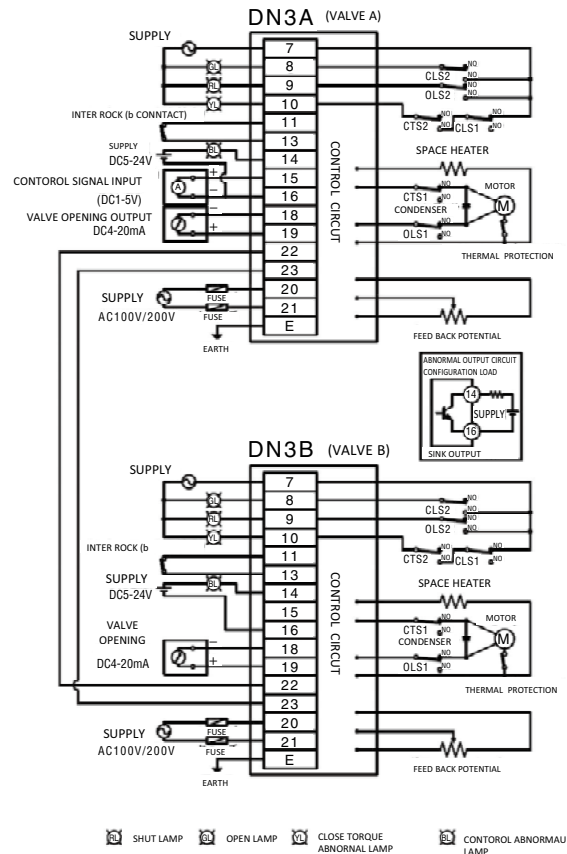 DN3A (VALVE A)
SUPPLY
7
8
9
10
11
13
14
15
16
18
19
22
23
20
21
E
GL
RL
YL
INTER ROCK (b CONNTACT)
SUPPLY
DC5-24V
BL
CONTOROL SIGNAL INPUT
(DC1-5V)
A
+
−
VALVE OPENING OUTPUT
DC4-20mA
−
+
SUPPLY
AC100V/200V
FUSE
FUSE
EARTH
CONTROL CIRCUT
NO
CLS2
NO
OLS2
NO
NO
NO
CTS2
NO
CLS1
NO
SPACE HEATER
NO
CTS1
NO
CONDENSER
NO
OLS1
NO
MOTOR
M
THERMAL PROTECTION
FEED BACK POTENTIAL
ABNORMAL OUTPUT CIRCUIT
CONFIGURATION LOAD
14
SUPPLY
16
SINK OUTPUT
DN3B (VALVE B)
SUPPLY
7
8
9
10
11
13
14
15
16
18
19
22
23
20
21
E
GL
RL
YL
INTER ROCK (b
SUPPLY
DC5-24V
BL
VALVE
OPENING
DC4-20mA
−
+
SUPPLY
AC100V/200V
FUSE
FUSE
EARTH
CONTROL CIRCUT
NO
CLS2
NO
OLS2
NO
NO
NO
CTS2
NO
CLS1
NO
SPACE HEATER
NO
CTS1
NO
CONDENSER
NO
OLS1
NO
MOTOR
M
THERMAL PROTECTION
FEED BACK POTENTIAL
RL SHUT LAMP
GL OPEN LAMP
YL CLOSE TORQUE
ABNORNAL LAMP
BL CONTOROL ABNORMAU
LAMP